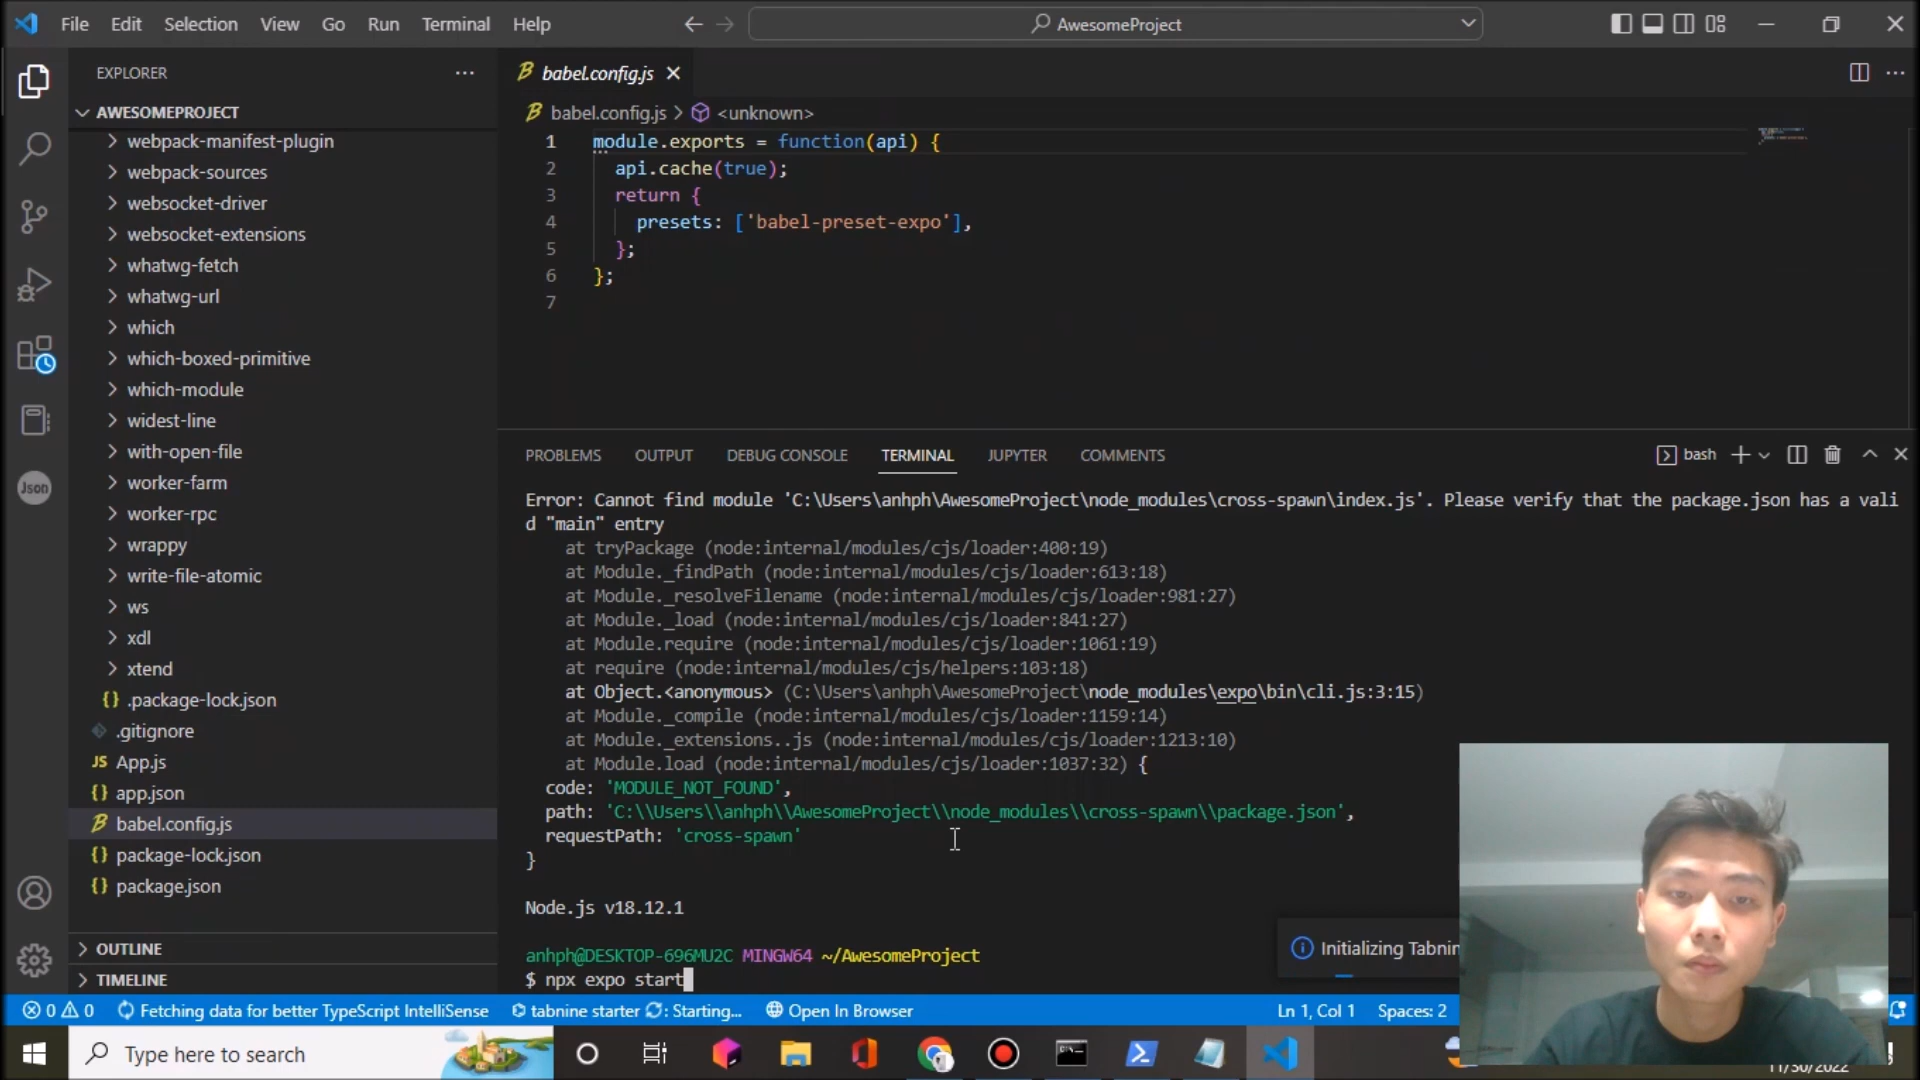 File Edit Selection View Go Run Terminal Help
AwesomeProject
EXPLORER
AWESOMEPROJECT
webpack-manifest-plugin
webpack-sources
websocket-driver
websocket-extensions
whatwg-fetch
whatwg-url
which
which-boxed-primitive
which-module
widest-line
with-open-file
worker-farm
worker-rpc
wrappy
write-file-atomic
ws
xdl
xtend
{} .package-lock.json
.gitignore
JS App.js
{} app.json
babel.config.js
{} package-lock.json
{} package.json
OUTLINE
TIMELINE
Json
babel.config.js
babel.config.js > <unknown>
1 module.exports = function(api) {
2 api.cache(true);
3 return {
4 presets: ['babel-preset-expo'],
5 };
6 };
7
PROBLEMS OUTPUT DEBUG CONSOLE TERMINAL JUPYTER COMMENTS
bash
Error: Cannot find module 'C:\Users\anhph\AwesomeProject\node_modules\cross-spawn\index.js'. Please verify that the package.json has a vali
d "main" entry
at tryPackage (node:internal/modules/cjs/loader:400:19)
at Module._findPath (node:internal/modules/cjs/loader:613:18)
at Module._resolveFilename (node:internal/modules/cjs/loader:981:27)
at Module._load (node:internal/modules/cjs/loader:841:27)
at Module.require (node:internal/modules/cjs/loader:1061:19)
at require (node:internal/modules/cjs/helpers:103:18)
at Object.<anonymous> (C:\Users\anhph\AwesomeProject\node_modules\expo\bin\cli.js:3:15)
at Module._compile (node:internal/modules/cjs/loader:1159:14)
at Module._extensions..js (node:internal/modules/cjs/loader:1213:10)
at Module.load (node:internal/modules/cjs/loader:1037:32) {
code: 'MODULE_NOT_FOUND',
path: 'C:\\Users\\anhph\\AwesomeProject\\node_modules\\cross-spawn\\package.json',
requestPath: 'cross-spawn'
}
Node.js v18.12.1
anhph@DESKTOP-696MU2C MINGW64 ~/AwesomeProject
$ npx expo start
Initializing Tabnin
0 0 Fetching data for better TypeScript IntelliSense tabnine starter : Starting... Open In Browser Ln 1, Col 1 Spaces: 2
Type here to search
11/30/2022